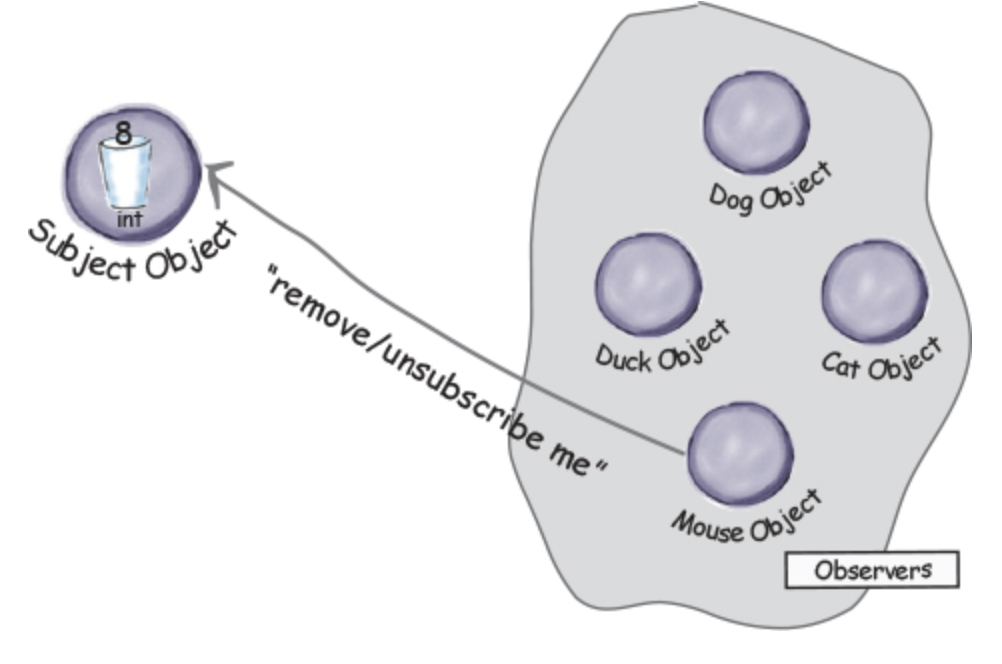 8
int
Subject Object
"remove/unsubscribe me"
Dog Object
Duck Object
Cat Object
Mouse Object
Observers